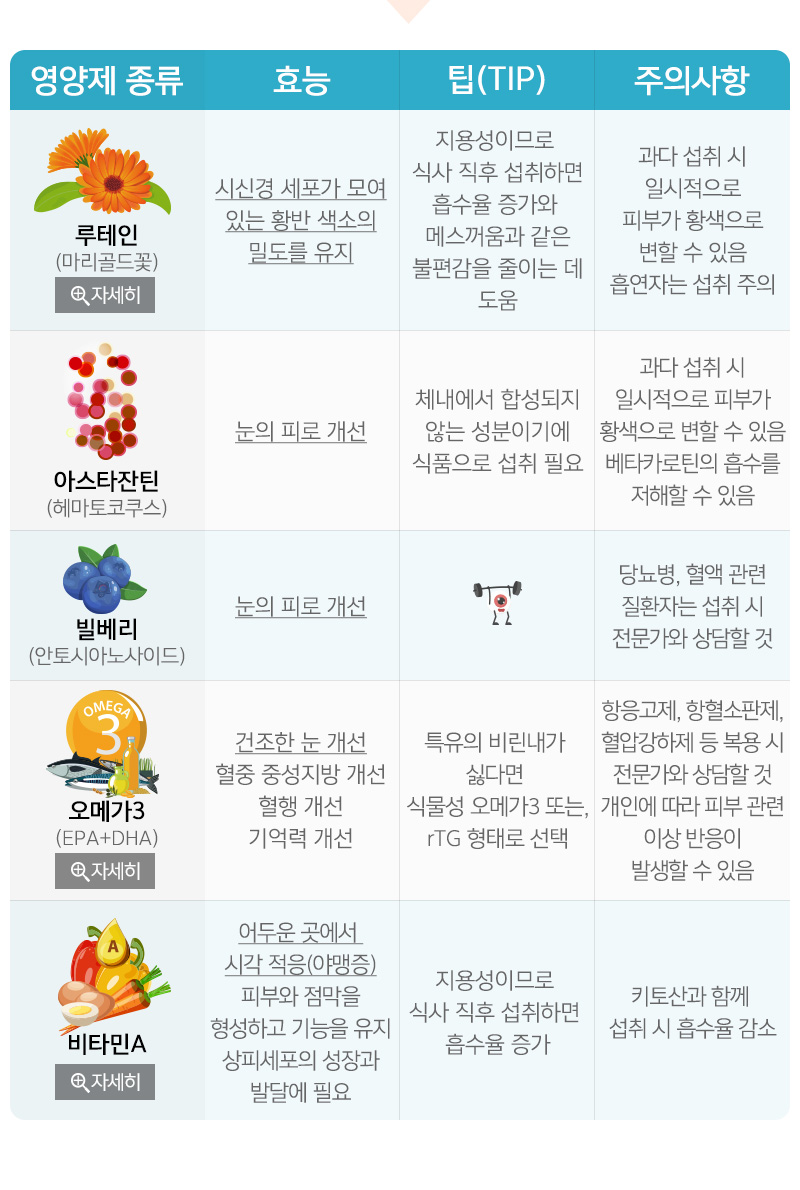 영양제 종류
효능
팁(TIP)
주의사항
루테인
(마리골드꽃)
자세히
시신경 세포가 모여
있는 황반 색소의
밀도를 유지
지용성이므로
식사 직후 섭취하면
흡수율 증가와
메스꺼움과 같은
불편감을 줄이는 데
도움
과다 섭취 시
일시적으로
피부가 황색으로
변할 수 있음
흡연자는 섭취 주의
아스타잔틴
(헤마토코쿠스)
눈의 피로 개선
체내에서 합성되지
않는 성분이기에
식품으로 섭취 필요
과다 섭취 시
일시적으로 피부가
황색으로 변할 수 있음
베타카로틴의 흡수를
저해할 수 있음
빌베리
(안토시아노사이드)
눈의 피로 개선
당뇨병, 혈액 관련
질환자는 섭취 시
전문가와 상담할 것
OMEGA
3
오메가3
(EPA+DHA)
자세히
건조한 눈 개선
혈중 중성지방 개선
혈행 개선
기억력 개선
특유의 비린내가
싫다면
식물성 오메가3 또는,
rTG 형태로 선택
항응고제, 항혈소판제,
혈압강하제 등 복용 시
전문가와 상담할 것
개인에 따라 피부 관련
이상 반응이
발생할 수 있음
A
비타민A
자세히
어두운 곳에서
시각 적응(야맹증)
피부와 점막을
형성하고 기능을 유지
상피세포의 성장과
발달에 필요
지용성이므로
식사 직후 섭취하면
흡수율 증가
키토산과 함께
섭취 시 흡수율 감소